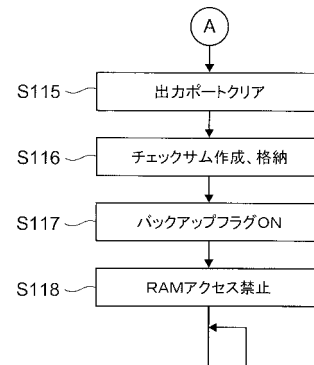 A
S115 出力ポートクリア
S116 チェックサム作成、格納
S117 バックアップフラグON
S118 RAMアクセス禁止